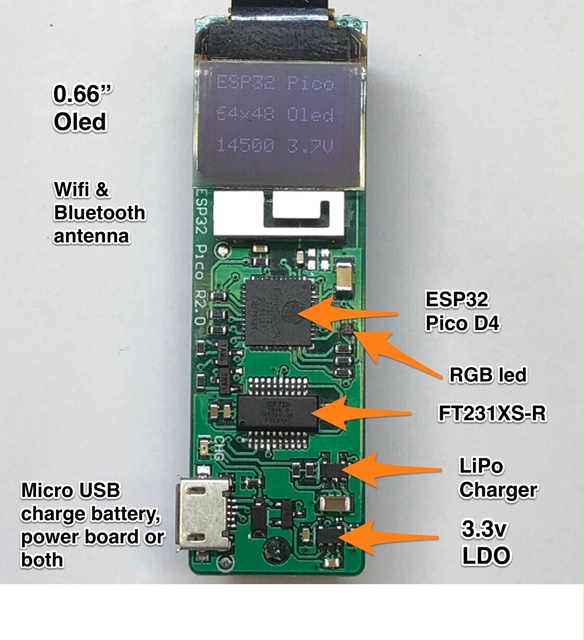 ESP32 Pico
64x48 Oled
14500 3.7V
0.66”
Oled
Wifi &
Bluetooth
antenna
ESP32 Pico R2.0
ESP32
Pico D4
RGB led
FT231XS-R
CHG
LiPo
Charger
Micro USB
charge battery,
power board or
both
3.3v
LDO